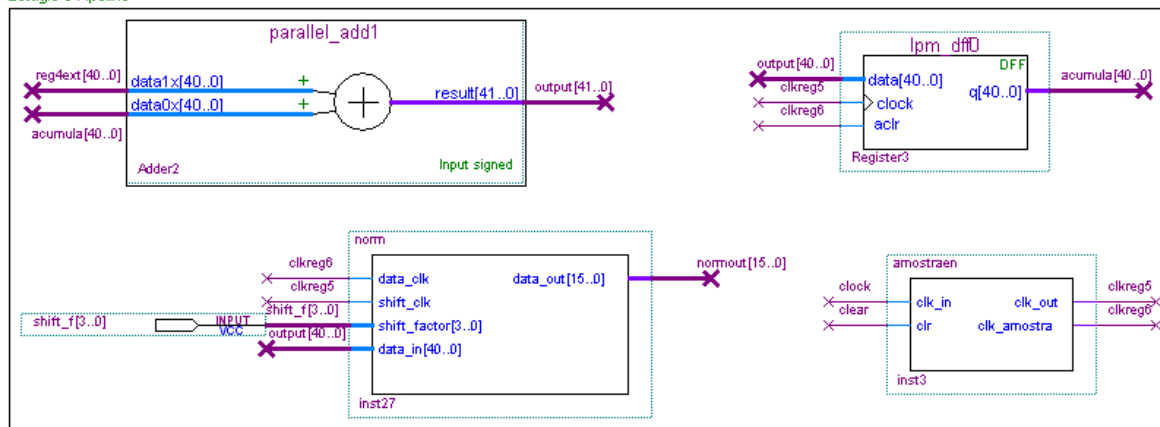 parallel_add1
reg4ext[40..0]
data1x[40..0]
+
data0x[40..0]
+
acumula[40..0]
result[41..0]
output[41..0]
Adder2
Input signed
lpm_dff0
DFF
output[40..0]
data[40..0]
clkreg5
clock
clkreg6
aclr
q[40..0]
acumula[40..0]
Register3
norm
clkreg6
data_clk
clkreg5
shift_clk
shift_f[3..0]
INPUT
VCC
shift_f[3..0]
shift_factor[3..0]
output[40..0]
data_in[40..0]
data_out[15..0]
normout[15..0]
inst27
amostraen
clock
clk_in
clear
clr
clk_out
clkreg5
clk_amostra
clkreg6
inst3